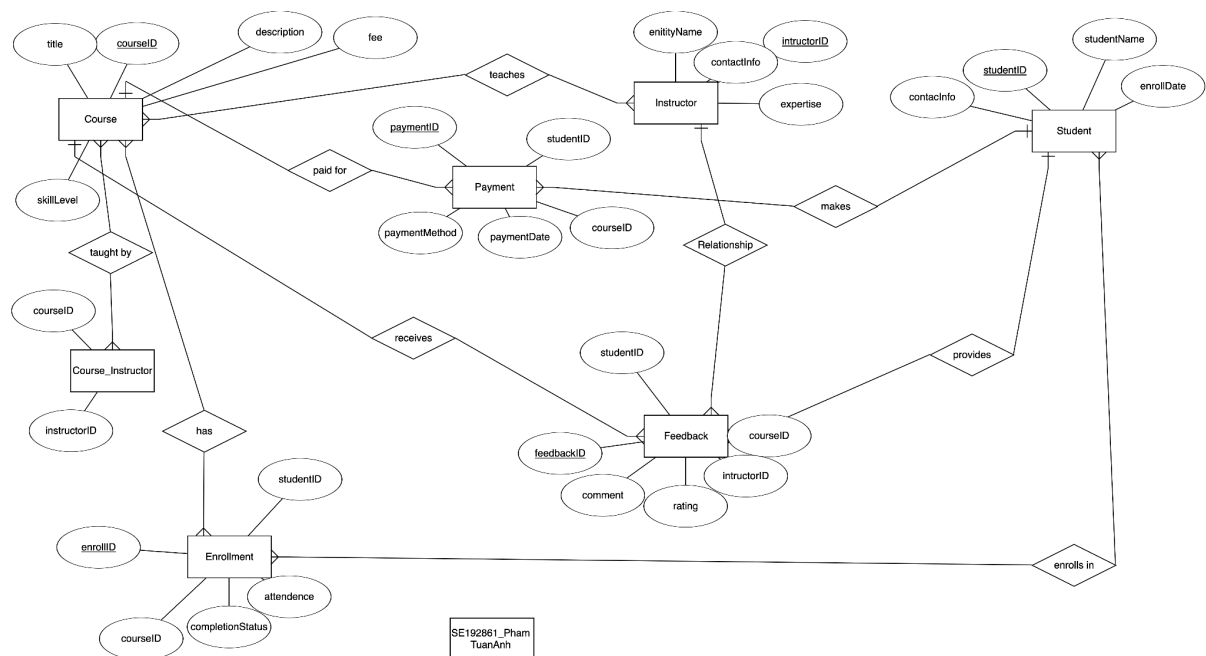 enitityName
intructorID
studentName
description
fee
title
courseID
contactInfo
studentID
teaches
enrollDate
contacInfo
Instructor
expertise
Course
Student
paymentID
studentID
paid for
Payment
skillLevel
makes
paymentMethod
paymentDate
courseID
taught by
Relationship
courseID
receives
studentID
provides
Course_Instructor
instructorID
has
Feedback
courseID
feedbackID
intructorID
comment
rating
studentID
enrollID
Enrollment
enrolls in
attendence
completionStatus
courseID
SE192861_Pham
TuanAnh